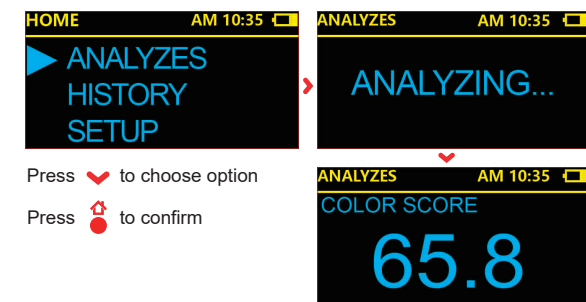 HOME AM 10:35
ANALYZES
HISTORY
SETUP
Press to choose option
Press to confirm
ANALYZES AM 10:35
ANALYZING...
ANALYZES AM 10:35
COLOR SCORE
65.8